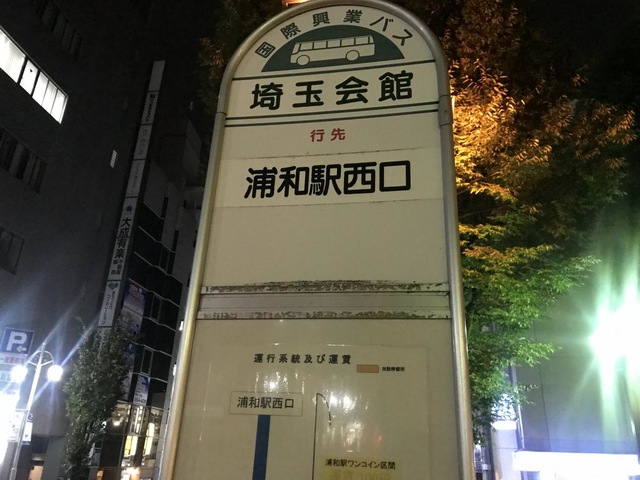 国際興業バス
埼玉会館
行先
浦和駅西口
運行系統及び運賃
浦和駅西口
浦和駅ワンコイン区間
P